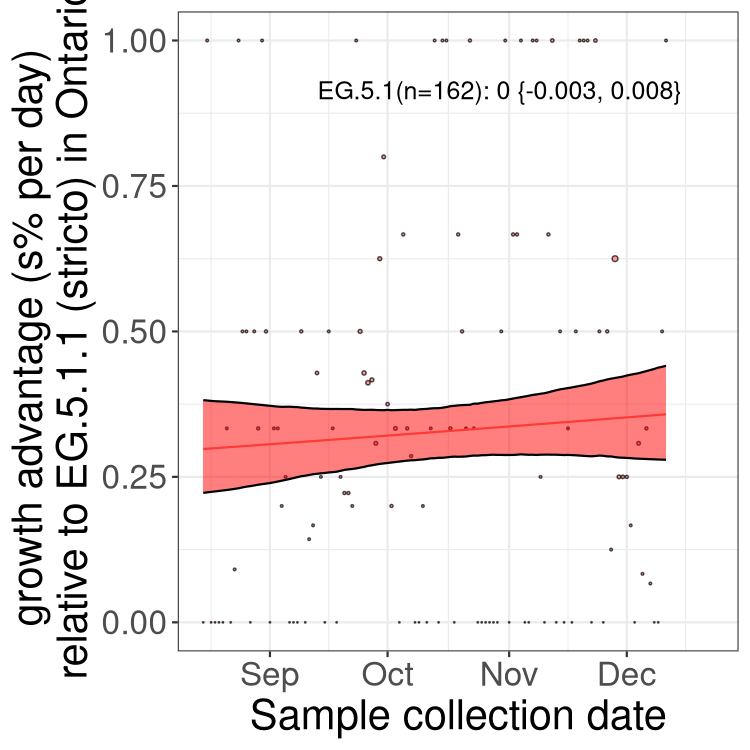 growth advantage (s% per day)
relative to EG.5.1.1 (stricto) in Ontario
1.00
0.75
0.50
0.25
0.00
EG.5.1(n=162): 0 {-0.003, 0.008}
Sep Oct Nov Dec
Sample collection date